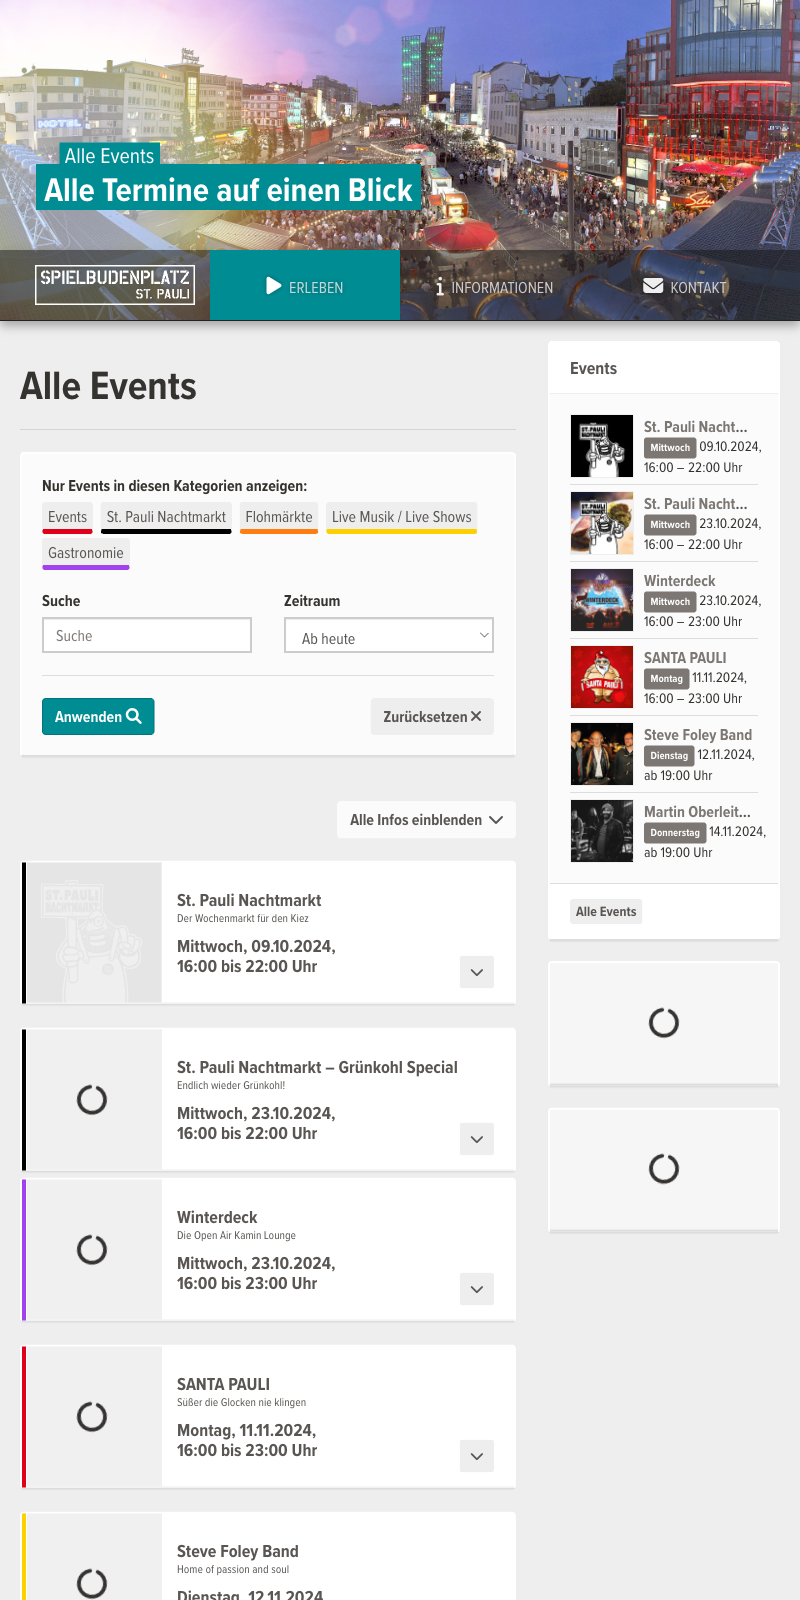 HOTEL
Alle Events
Alle Termine auf einen Blick
SPIELBUDENPLATZ
ST. PAULI
ERLEBEN
INFORMATIONEN
KONTAKT
Alle Events
Nur Events in diesen Kategorien anzeigen:
Events
St. Pauli Nachtmarkt
Flohmärkte
Live Musik / Live Shows
Gastronomie
Suche
Zeitraum
Suche
Ab heute
Anwenden
Zurücksetzen
Alle Infos einblenden
ST. PAULI
NACHTMARKT
St. Pauli Nachtmarkt
Der Wochenmarkt für den Kiez
Mittwoch, 09.10.2024,
16:00 bis 22:00 Uhr
St. Pauli Nachtmarkt – Grünkohl Special
Endlich wieder Grünkohl!
Mittwoch, 23.10.2024,
16:00 bis 22:00 Uhr
Winterdeck
Die Open Air Kamin Lounge
Mittwoch, 23.10.2024,
16:00 bis 23:00 Uhr
SANTA PAULI
Süßer die Glocken nie klingen
Montag, 11.11.2024,
16:00 bis 23:00 Uhr
Steve Foley Band
Home of passion and soul
Dienstag, 12.11.2024
Events
ST. PAULI
NACHTMARKT
St. Pauli Nacht...
Mittwoch 09.10.2024,
16:00 – 22:00 Uhr
St. Pauli Nacht...
Mittwoch 23.10.2024,
16:00 – 22:00 Uhr
WINTERDECK
Winterdeck
Mittwoch 23.10.2024,
16:00 – 23:00 Uhr
SANTA PAULI
SANTA PAULI
Montag 11.11.2024,
16:00 – 23:00 Uhr
Steve Foley Band
Dienstag 12.11.2024,
ab 19:00 Uhr
Martin Oberleit...
Donnerstag 14.11.2024,
ab 19:00 Uhr
Alle Events